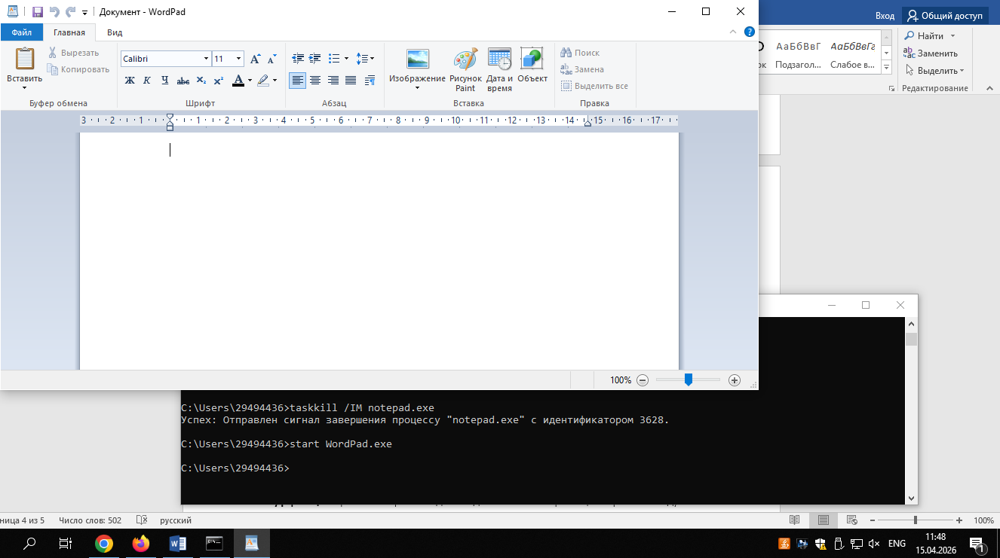 Документ - WordPad
Вход
Общий доступ
Файл
Главная
Вид
Вставить
Вырезать
Копировать
Буфер обмена
Calibri
11
Ж К Ч abc X₂ X² A
Шрифт
Абзац
Изображение
Рисунок Paint
Дата и время
Объект
Вставка
Поиск
Замена
Выделить все
Правка
АаБбВвГ
АаБбВвГг
Подзагол...
Слабое в...
Найти
Заменить
Выделить
Редактирование
3 2 1 1 2 3 4 5 6 7 8 9 10 11 12 13 14 15 16 17
100%
C:\Users\29494436>taskkill /IM notepad.exe
Успех: Отправлен сигнал завершения процессу "notepad.exe" с идентификатором 3628.
C:\Users\29494436>start WordPad.exe
C:\Users\29494436>
ница 4 из 5
Число слов: 502
русский
100%
ENG
11:48
15.04.2026
1